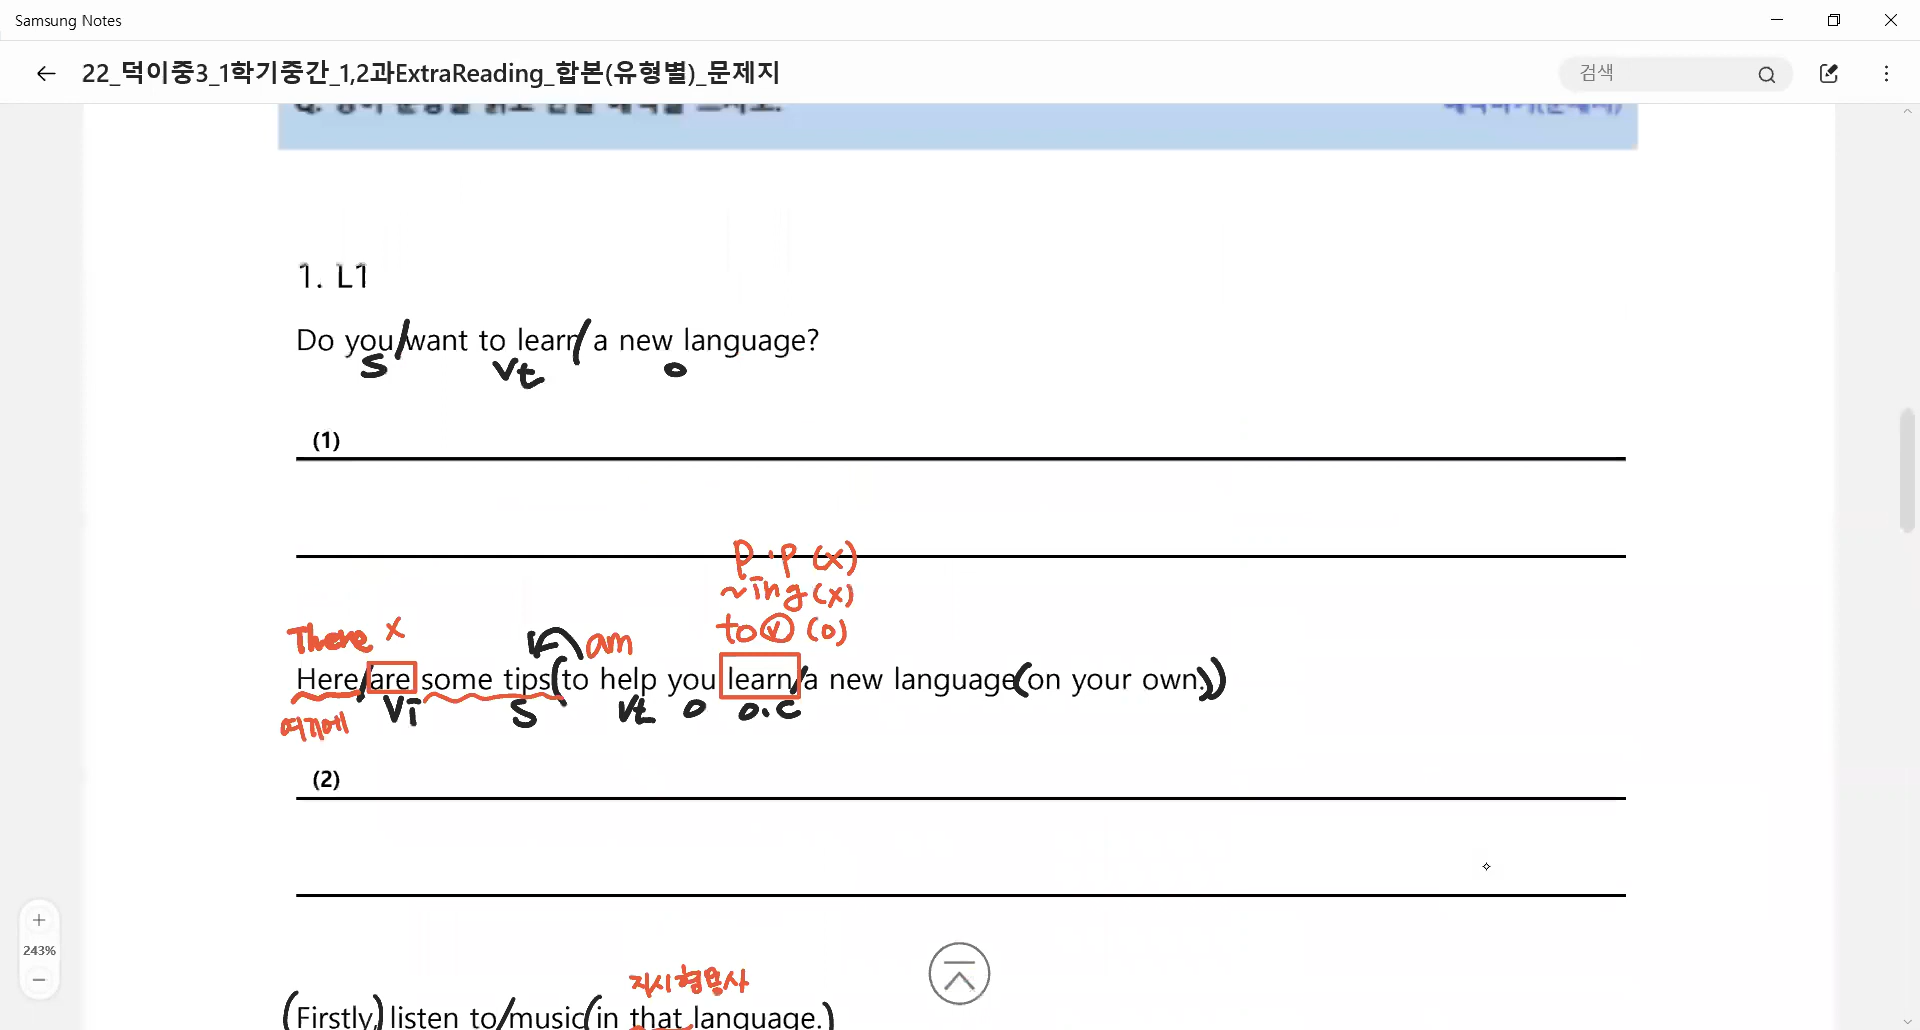 Samsung Notes
22_덕이중3_1학기중간_1,2과ExtraReading_합본(유형별)_문제지
검색
1. L1
Do you/want to learn/a new language?
S Vt O
(1)
P.P (x)
~ing (x)
to ⓥ (o)
There x
am
Here/are some tips(to help you learn/a new language(on your own.))
여기에 Vi S Vt O O.C
(2)
243%
지시형용사
(Firstly,) listen to/music(in that language.)